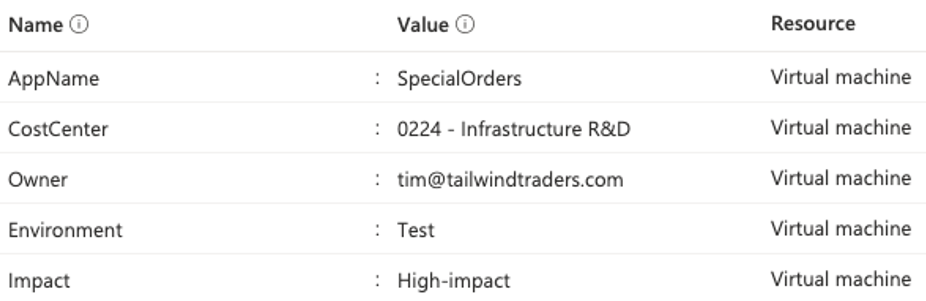 Name ⓘ Value ⓘ Resource
AppName : SpecialOrders Virtual machine
CostCenter : 0224 - Infrastructure R&D Virtual machine
Owner : tim@tailwindtraders.com Virtual machine
Environment : Test Virtual machine
Impact : High-impact Virtual machine